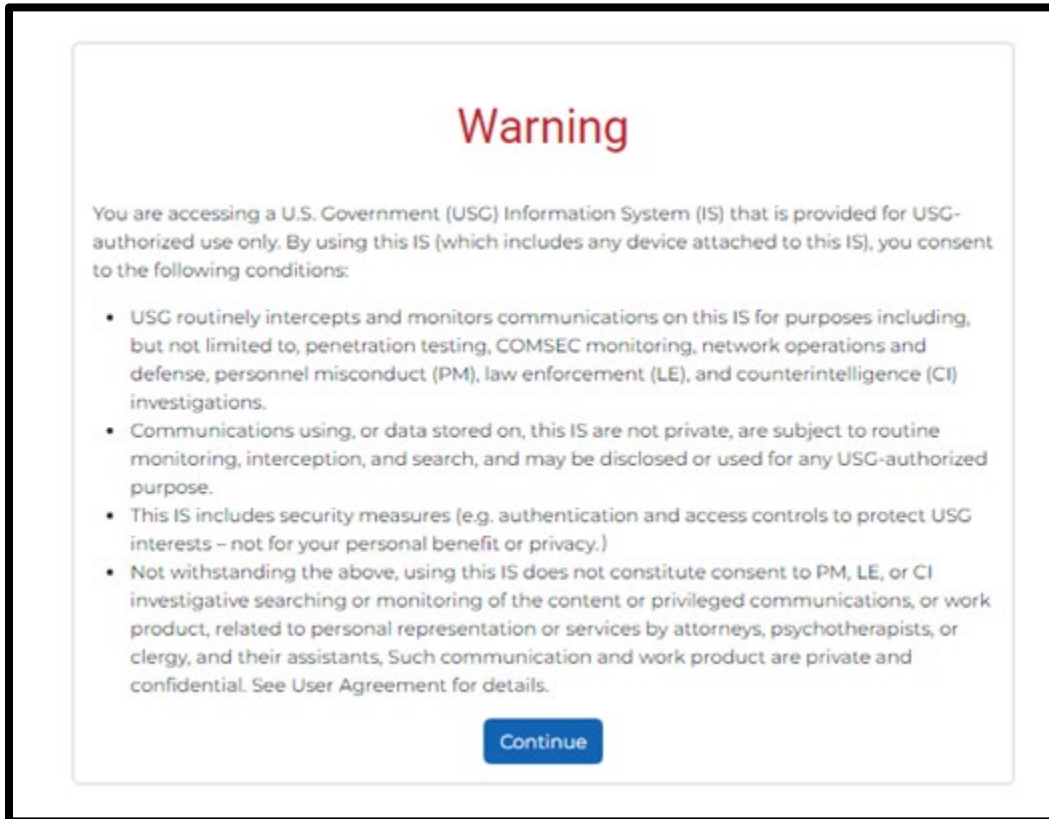 Warning
You are accessing a U.S. Government (USG) Information System (IS) that is provided for USG-
authorized use only. By using this IS (which includes any device attached to this IS), you consent
to the following conditions:
• USG routinely intercepts and monitors communications on this IS for purposes including,
but not limited to, penetration testing, COMSEC monitoring, network operations and
defense, personnel misconduct (PM), law enforcement (LE), and counterintelligence (CI)
investigations.
• Communications using, or data stored on, this IS are not private, are subject to routine
monitoring, interception, and search, and may be disclosed or used for any USG-authorized
purpose.
• This IS includes security measures (e.g. authentication and access controls to protect USG
interests – not for your personal benefit or privacy.)
• Not withstanding the above, using this IS does not constitute consent to PM, LE, or CI
investigative searching or monitoring of the content or privileged communications, or work
product, related to personal representation or services by attorneys, psychotherapists, or
clergy, and their assistants, Such communication and work product are private and
confidential. See User Agreement for details.
Continue